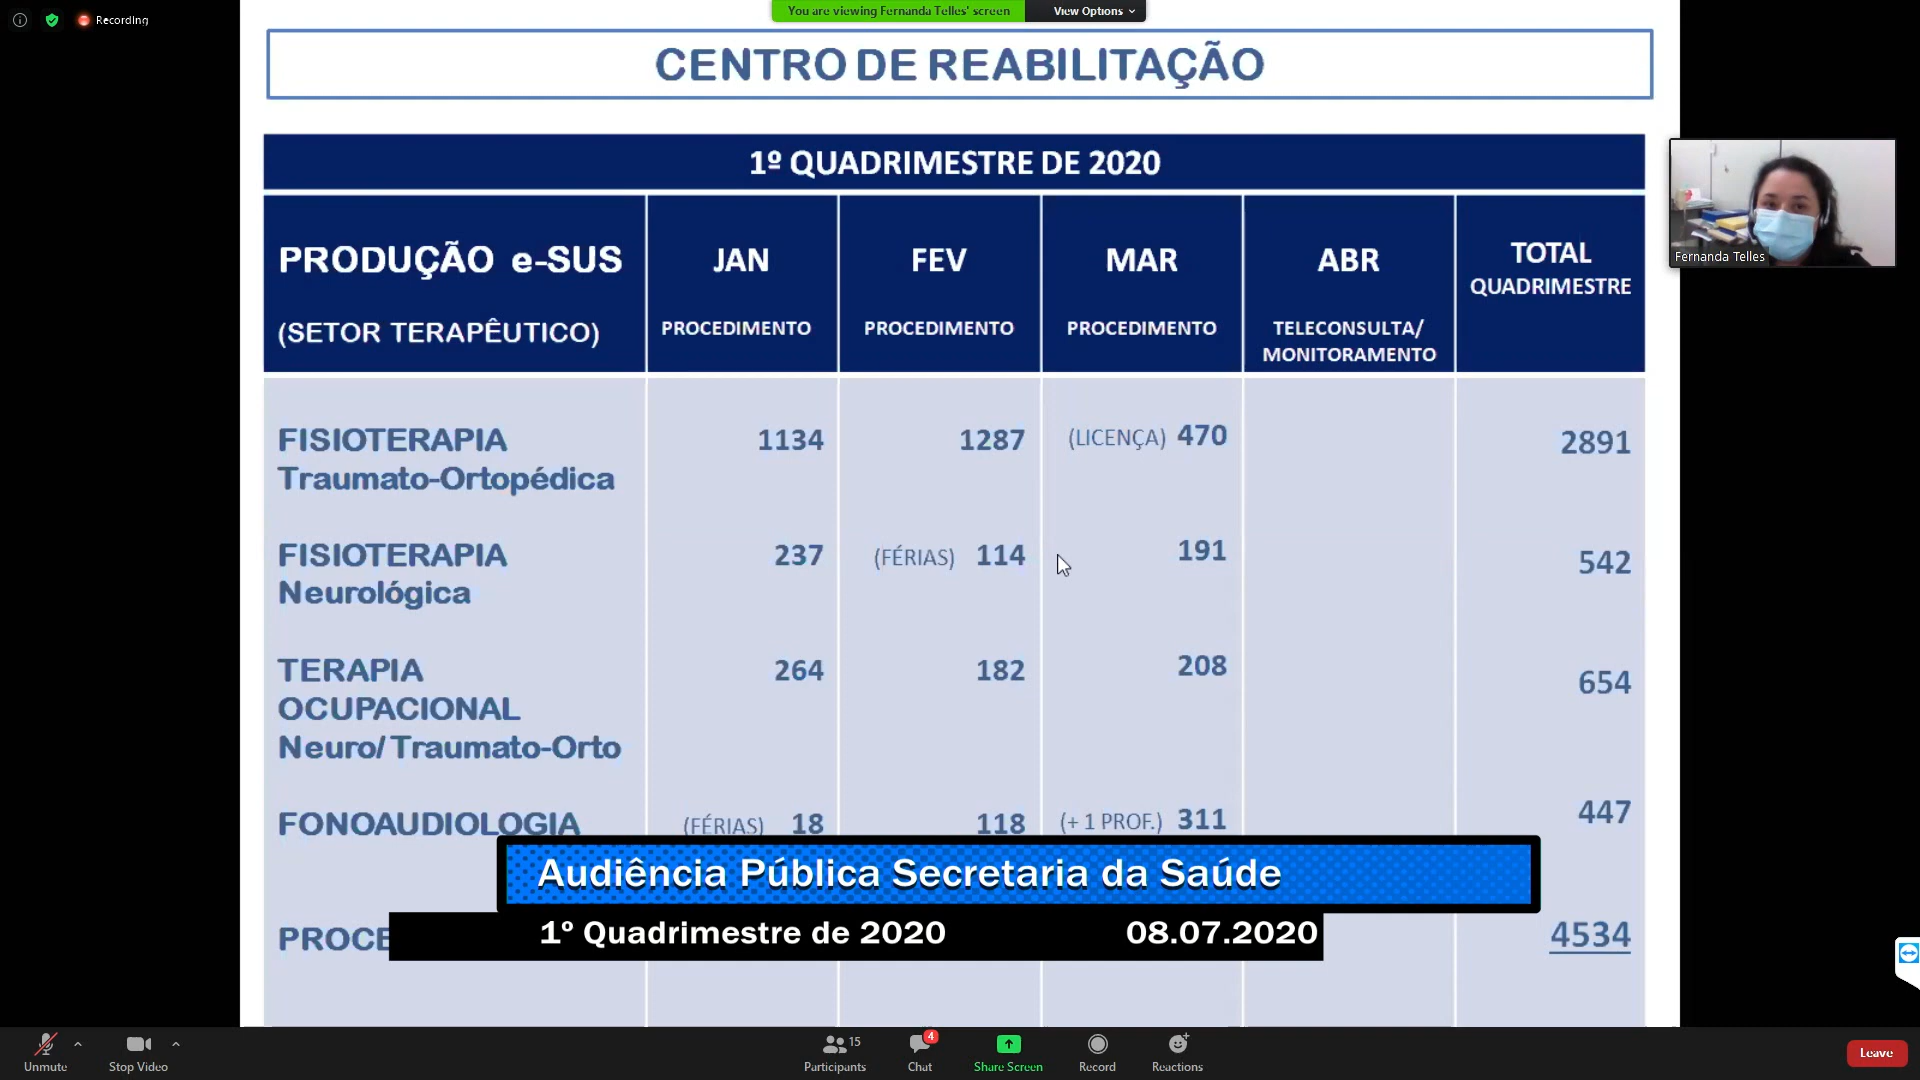 Recording
You are viewing Fernanda Telles' screen View Options
CENTRO DE REABILITAÇÃO
1º QUADRIMESTRE DE 2020
PRODUÇÃO e-SUS JAN FEV MAR ABR TOTAL
QUADRIMESTRE
(SETOR TERAPÊUTICO) PROCEDIMENTO PROCEDIMENTO PROCEDIMENTO TELECONSULTA/
MONITORAMENTO
FISIOTERAPIA 1134 1287 (LICENÇA) 470 2891
Traumato-Ortopédica
FISIOTERAPIA 237 (FÉRIAS) 114 191 542
Neurológica
TERAPIA 264 182 208 654
OCUPACIONAL
Neuro/ Traumato-Orto
FONOAUDIOLOGIA (FÉRIAS) 18 118 (+ 1 PROF.) 311 447
Audiência Pública Secretaria da Saúde
1º Quadrimestre de 2020 08.07.2020
4534
Fernanda Telles
Unmute Stop Video Participants 15 Chat 4 Share Screen Record Reactions Leave